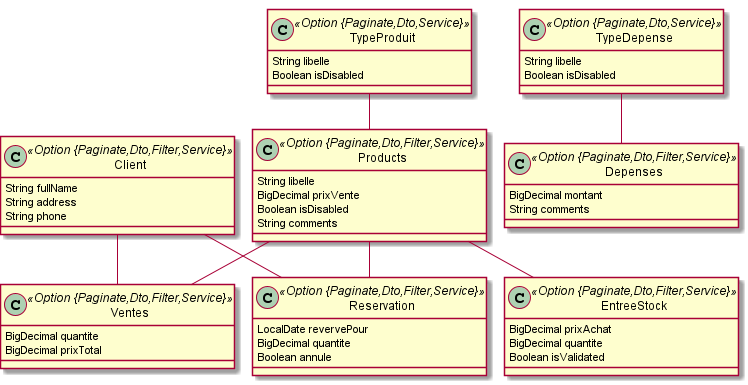 C «Option {Paginate,Dto,Service}»
TypeProduit
String libelle
Boolean isDisabled
C «Option {Paginate,Dto,Service}»
TypeDepense
String libelle
Boolean isDisabled
C «Option {Paginate,Dto,Filter,Service}»
Client
String fullName
String address
String phone
C «Option {Paginate,Dto,Filter,Service}»
Products
String libelle
BigDecimal prixVente
Boolean isDisabled
String comments
C «Option {Paginate,Dto,Filter,Service}»
Depenses
BigDecimal montant
String comments
C «Option {Paginate,Dto,Filter,Service}»
Ventes
BigDecimal quantite
BigDecimal prixTotal
C «Option {Paginate,Dto,Filter,Service}»
Reservation
LocalDate revervePour
BigDecimal quantite
Boolean annule
C «Option {Paginate,Dto,Filter,Service}»
EntreeStock
BigDecimal prixAchat
BigDecimal quantite
Boolean isValidated